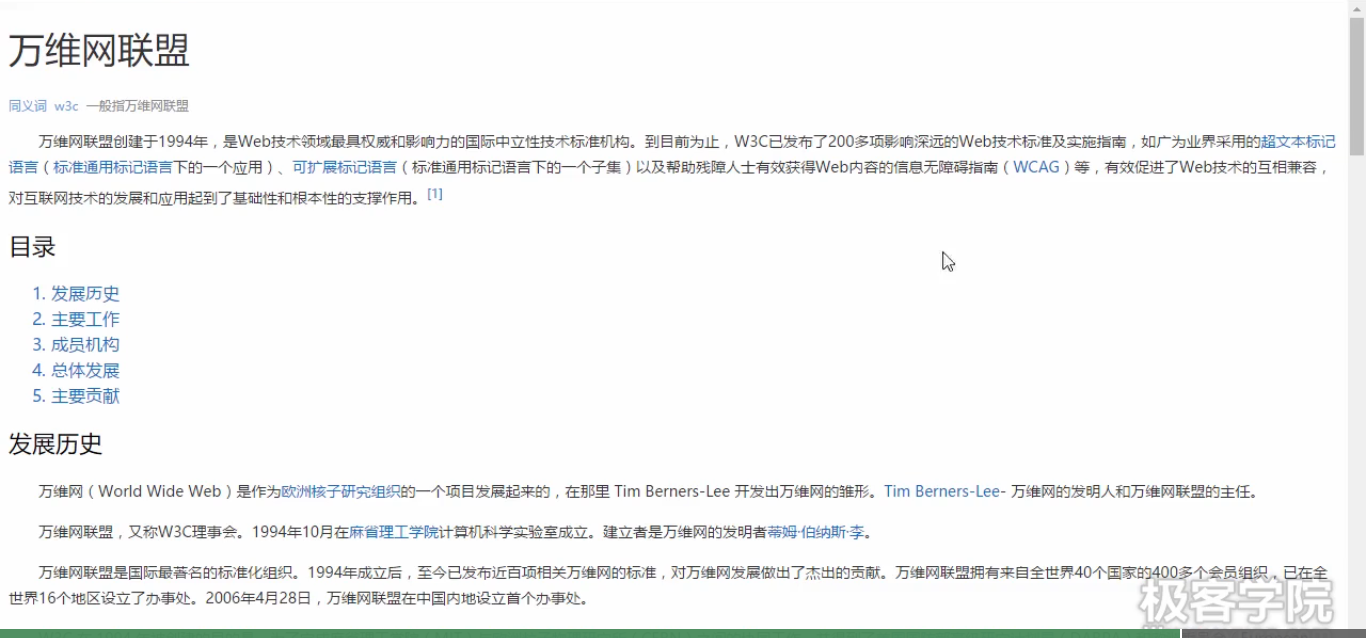 万维网联盟
同义词 w3c 一般指万维网联盟
万维网联盟创建于1994年，是Web技术领域最具权威和影响力的国际中立性技术标准机构。到目前为止，W3C已发布了200多项影响深远的Web技术标准及实施指南，如广为业界采用的超文本标记
语言（标准通用标记语言下的一个应用）、可扩展标记语言（标准通用标记语言下的一个子集）以及帮助残障人士有效获得Web内容的信息无障碍指南（WCAG）等，有效促进了Web技术的互相兼容，
对互联网技术的发展和应用起到了基础性和根本性的支撑作用。[1]
目录
1. 发展历史
2. 主要工作
3. 成员机构
4. 总体发展
5. 主要贡献
发展历史
万维网（World Wide Web）是作为欧洲核子研究组织的一个项目发展起来的，在那里 Tim Berners-Lee 开发出万维网的雏形。Tim Berners-Lee- 万维网的发明人和万维网联盟的主任。
万维网联盟，又称W3C理事会。1994年10月在麻省理工学院计算机科学实验室成立。建立者是万维网的发明者蒂姆·伯纳斯·李。
万维网联盟是国际最著名的标准化组织。1994年成立后，至今已发布近百项相关万维网的标准，对万维网发展做出了杰出的贡献。万维网联盟拥有来自全世界40个国家的400多个会员组织，已在全
世界16个地区设立了办事处。2006年4月28日，万维网联盟在中国内地设立首个办事处。
极客学院